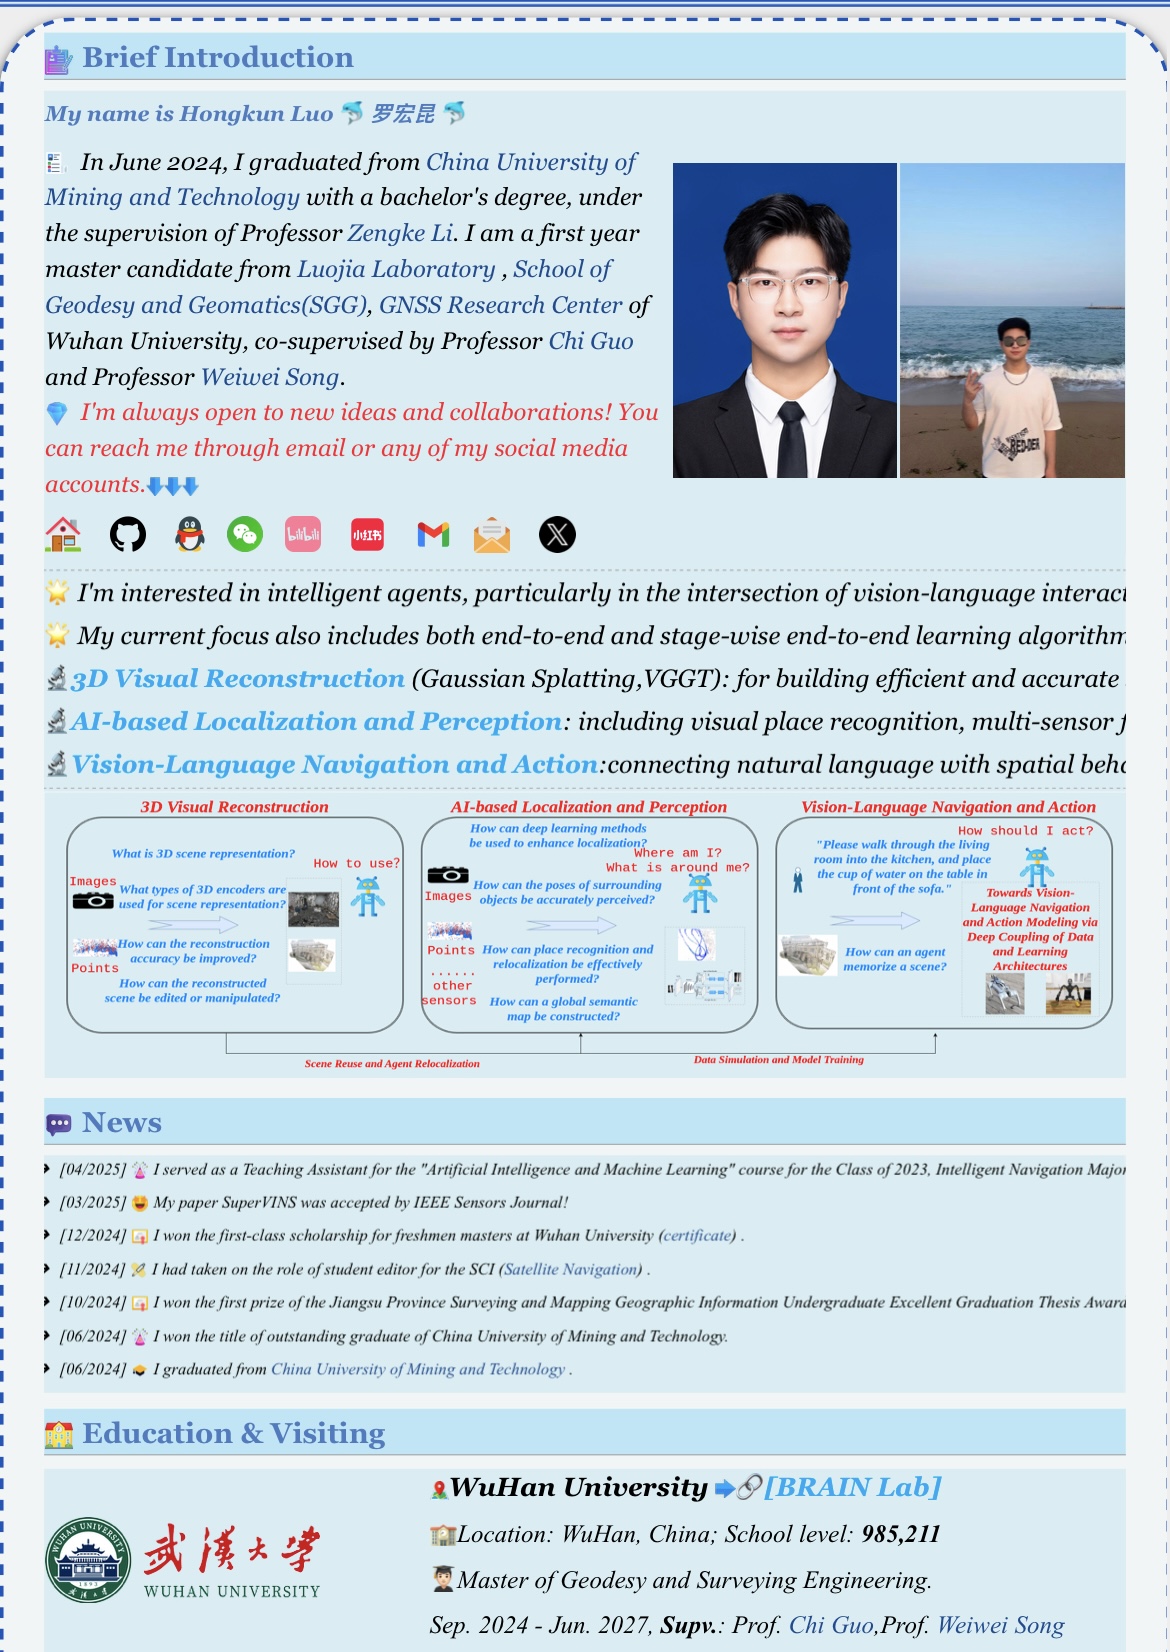 Brief Introduction
My name is Hongkun Luo 罗宏昆
In June 2024, I graduated from China University of
Mining and Technology with a bachelor's degree, under
the supervision of Professor Zengke Li. I am a first year
master candidate from Luojia Laboratory , School of
Geodesy and Geomatics(SGG), GNSS Research Center of
Wuhan University, co-supervised by Professor Chi Guo
and Professor Weiwei Song.
I'm always open to new ideas and collaborations! You
can reach me through email or any of my social media
accounts.
bilibili
小红书
I'm interested in intelligent agents, particularly in the intersection of vision-language interact
My current focus also includes both end-to-end and stage-wise end-to-end learning algorithm
3D Visual Reconstruction (Gaussian Splatting,VGGT): for building efficient and accurate
AI-based Localization and Perception: including visual place recognition, multi-sensor f
Vision-Language Navigation and Action:connecting natural language with spatial beha
3D Visual Reconstruction
What is 3D scene representation?
How to use?
Images
What types of 3D encoders are
used for scene representation?
Points
How can the reconstruction
accuracy be improved?
How can the reconstructed
scene be edited or manipulated?
AI-based Localization and Perception
How can deep learning methods
be used to enhance localization?
Where am I?
What is around me?
Images
How can the poses of surrounding
objects be accurately perceived?
Points
How can place recognition and
relocalization be effectively
performed?
......
other
sensors
How can a global semantic
map be constructed?
Vision-Language Navigation and Action
How should I act?
"Please walk through the living
room into the kitchen, and place
the cup of water on the table in
front of the sofa."
Towards Vision-
Language Navigation
and Action Modeling via
Deep Coupling of Data
and Learning
Architectures
How can an agent
memorize a scene?
Scene Reuse and Agent Relocalization
Data Simulation and Model Training
News
[04/2025] I served as a Teaching Assistant for the "Artificial Intelligence and Machine Learning" course for the Class of 2023, Intelligent Navigation Major
[03/2025] My paper SuperVINS was accepted by IEEE Sensors Journal!
[12/2024] I won the first-class scholarship for freshmen masters at Wuhan University (certificate) .
[11/2024] I had taken on the role of student editor for the SCI (Satellite Navigation) .
[10/2024] I won the first prize of the Jiangsu Province Surveying and Mapping Geographic Information Undergraduate Excellent Graduation Thesis Award
[06/2024] I won the title of outstanding graduate of China University of Mining and Technology.
[06/2024] I graduated from China University of Mining and Technology .
Education & Visiting
WUHAN UNIVERSITY
1893
武漢大學
WUHAN UNIVERSITY
WuHan University [BRAIN Lab]
Location: WuHan, China; School level: 985,211
Master of Geodesy and Surveying Engineering.
Sep. 2024 - Jun. 2027, Supv.: Prof. Chi Guo,Prof. Weiwei Song